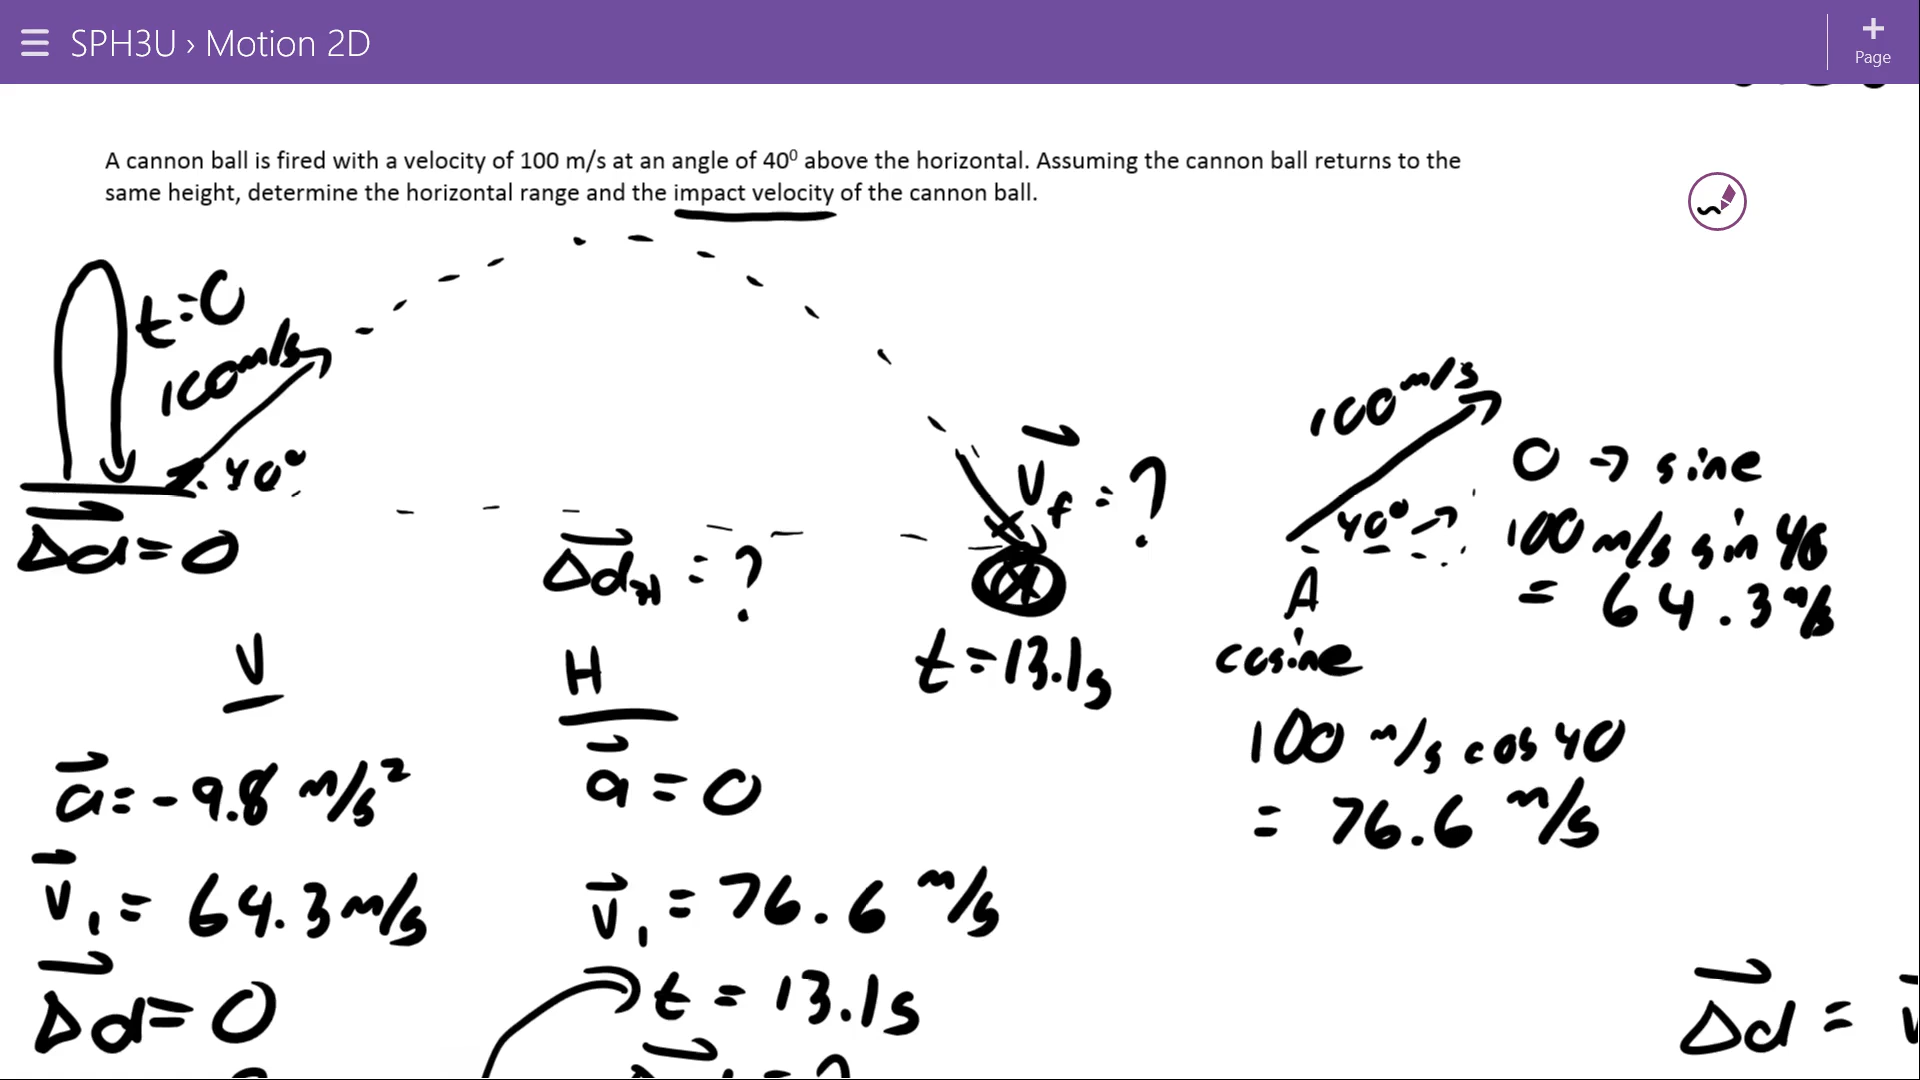 SPH3U › Motion 2D
+
Page
A cannon ball is fired with a velocity of 100 m/s at an angle of 40⁰ above the horizontal. Assuming the cannon ball returns to the
same height, determine the horizontal range and the impact velocity of the cannon ball.
t=0
100m/s
40°
Δd=0
Δd_H = ?
v_f = ?
t=13.1s
100 m/s
40°
O → sine
100 m/s sin 40
= 64.3 m/s
A
cosine
100 m/s cos 40
= 76.6 m/s
V
a = -9.8 m/s²
v₁ = 64.3 m/s
Δd = 0
H
a = 0
v₁ = 76.6 m/s
t = 13.1s
Δd =